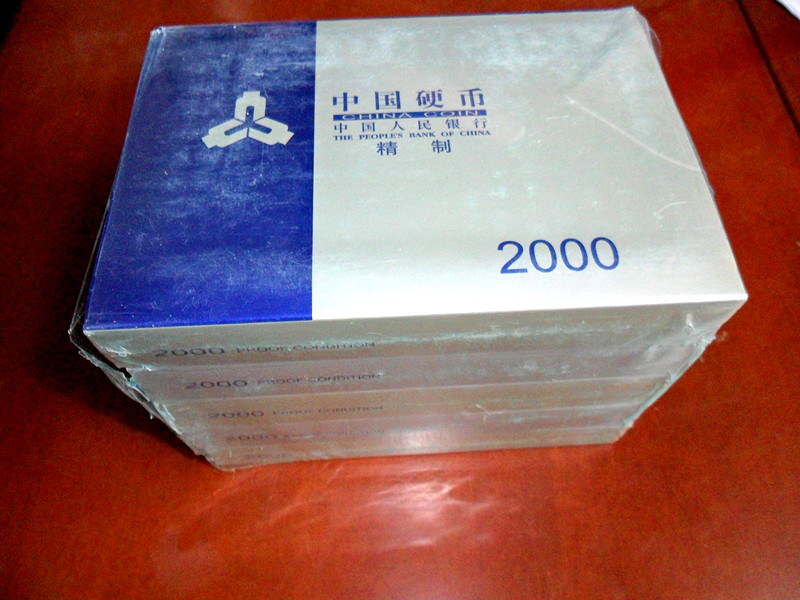 中国硬币
CHINA COIN
中国人民银行
THE PEOPLE'S BANK OF CHINA
精制
2000
2000 PROOF CONDITION
2000 PROOF CONDITION
2000 PROOF CONDITION
2000